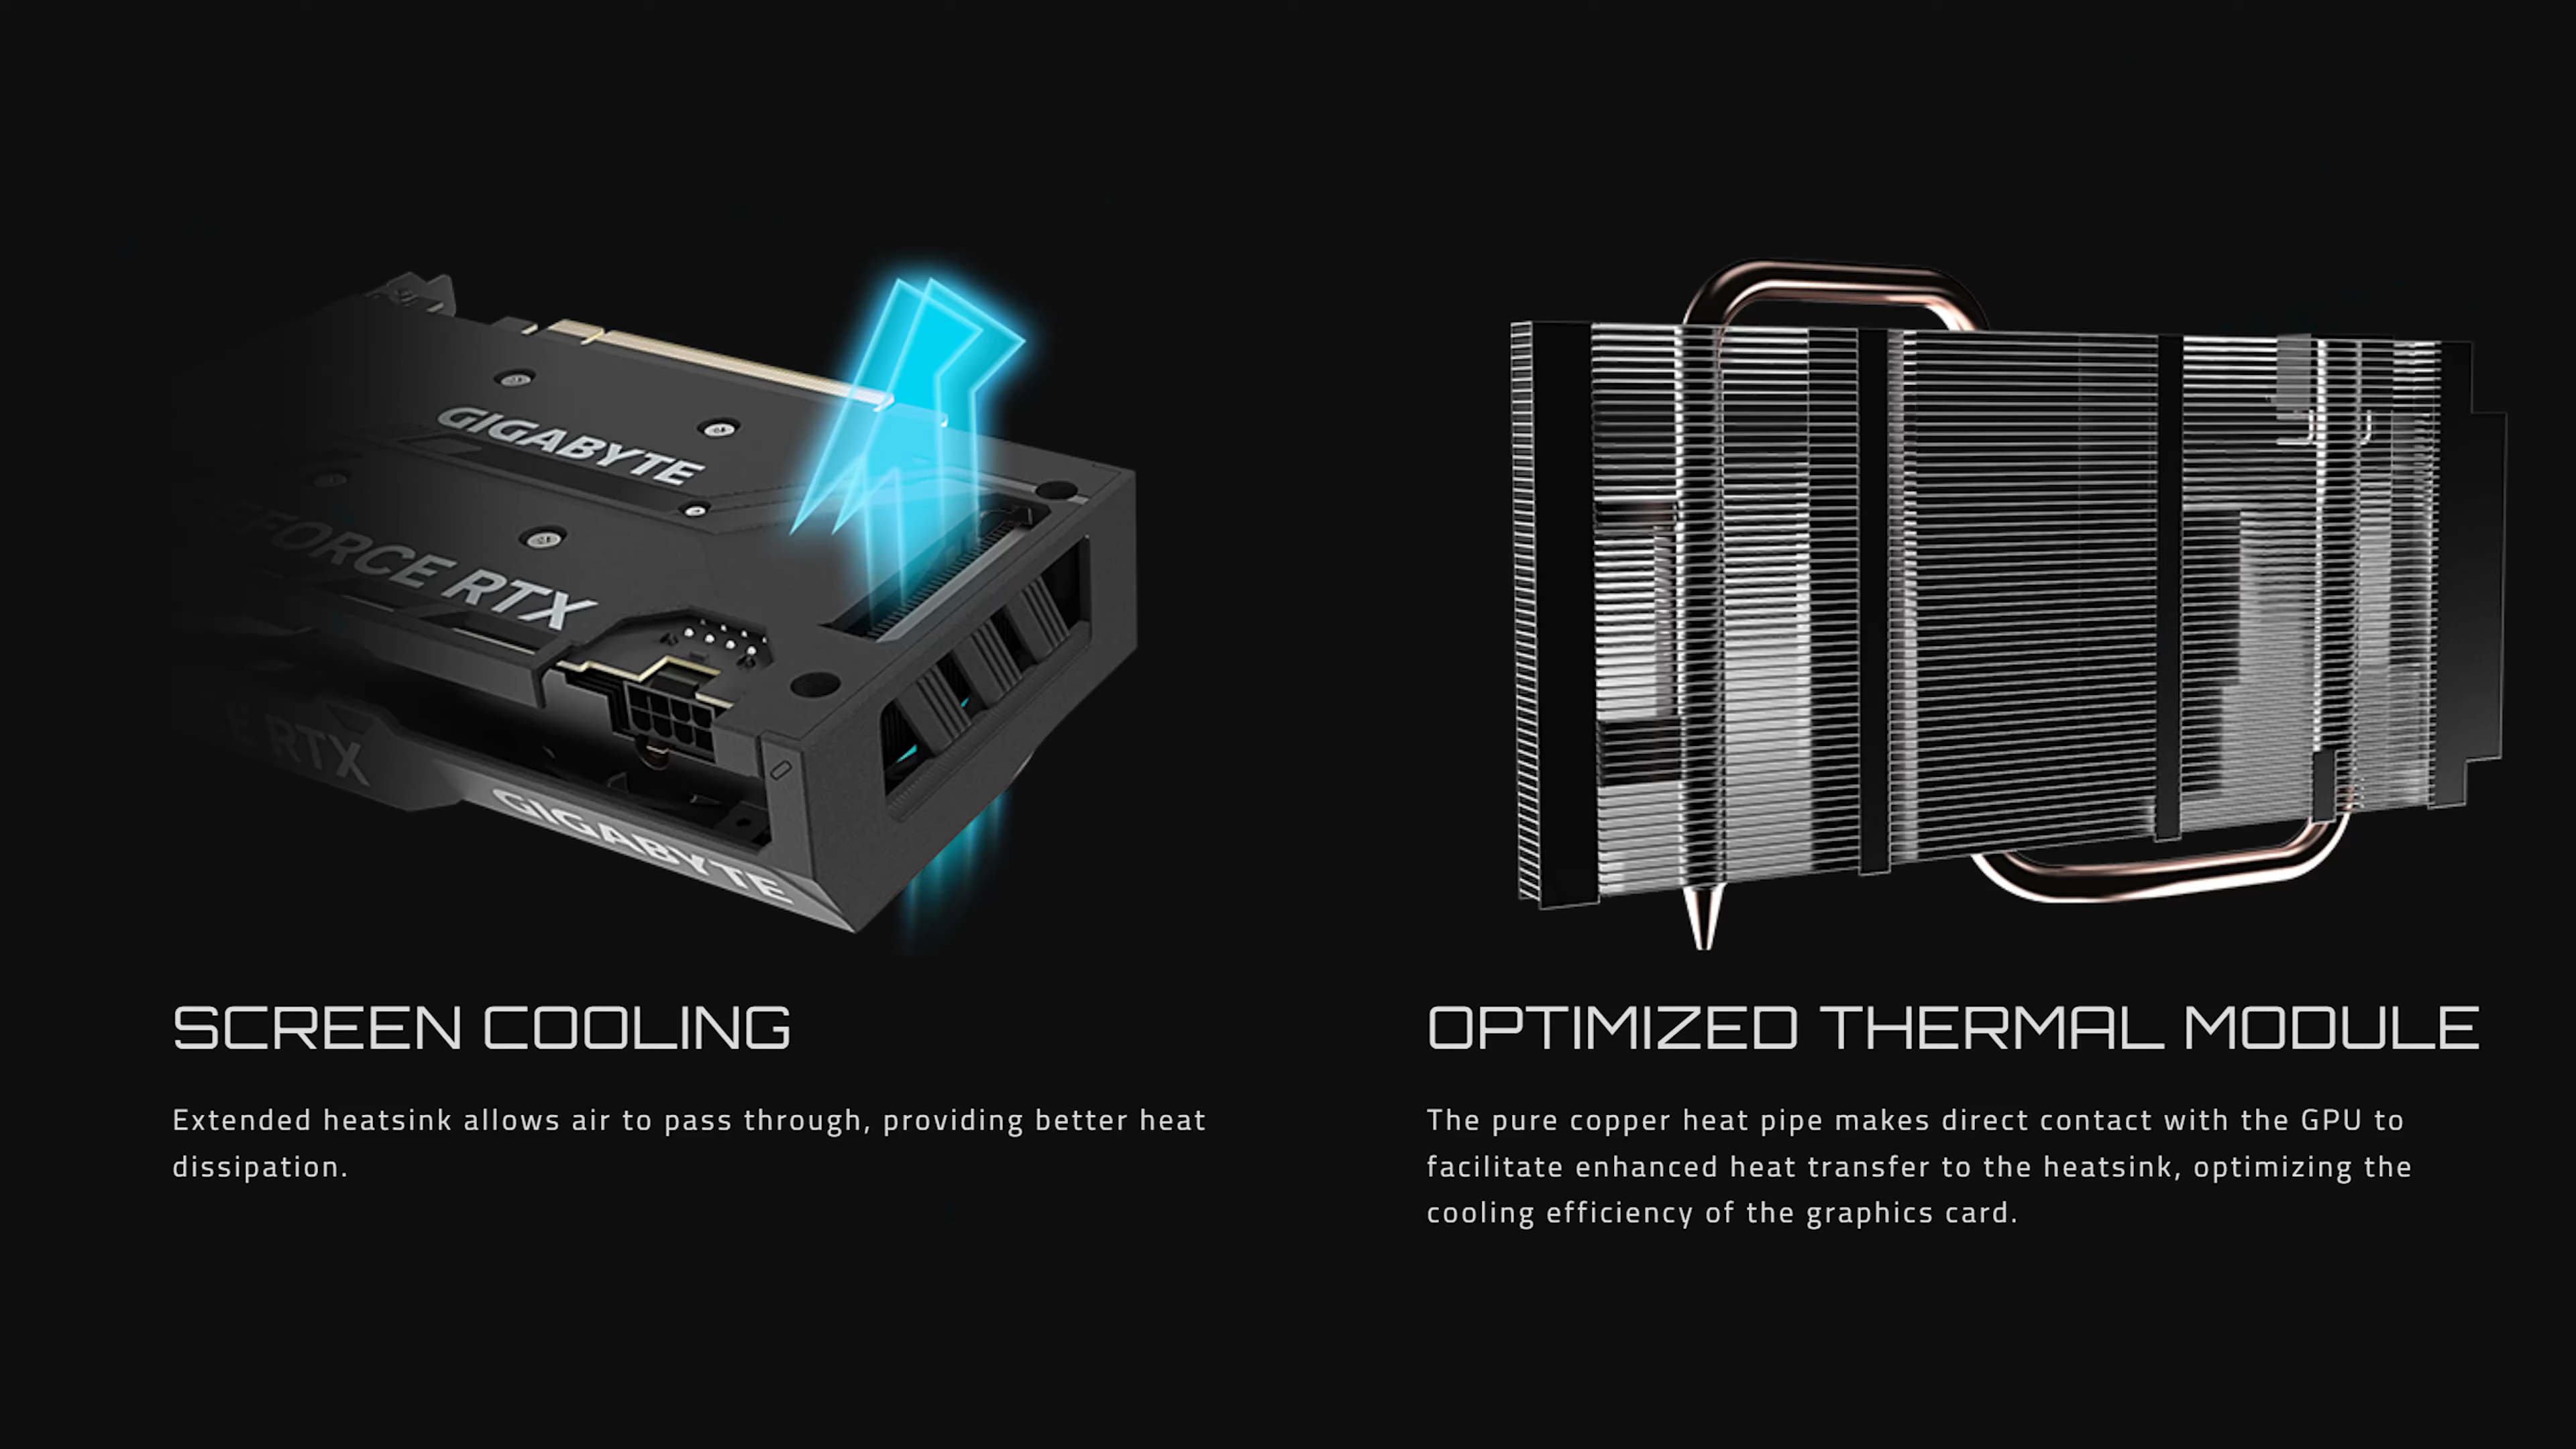 GIGABYTE
EFORCE RTX
E RTX
GIGABYTE
SCREEN COOLING
Extended heatsink allows air to pass through, providing better heat
dissipation.
OPTIMIZED THERMAL MODULE
The pure copper heat pipe makes direct contact with the GPU to
facilitate enhanced heat transfer to the heatsink, optimizing the
cooling efficiency of the graphics card.